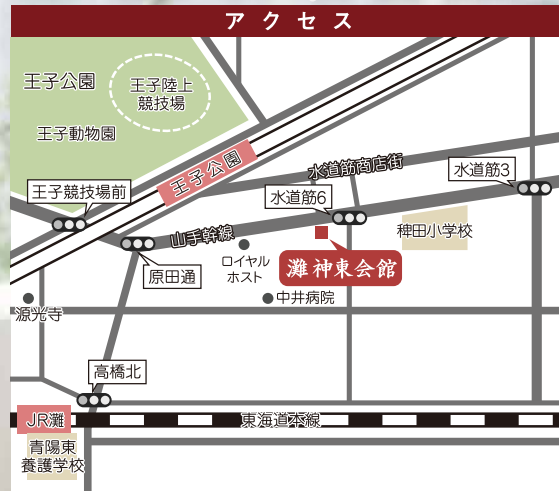 アクセス
王子公園
王子陸上
競技場
王子動物園
王子公園
水道筋商店街
水道筋3
王子競技場前
水道筋6
山手幹線
稗田小学校
原田通
ロイヤル
ホスト
灘神東会館
中井病院
源光寺
高橋北
JR灘
東海道本線
青陽東
養護学校